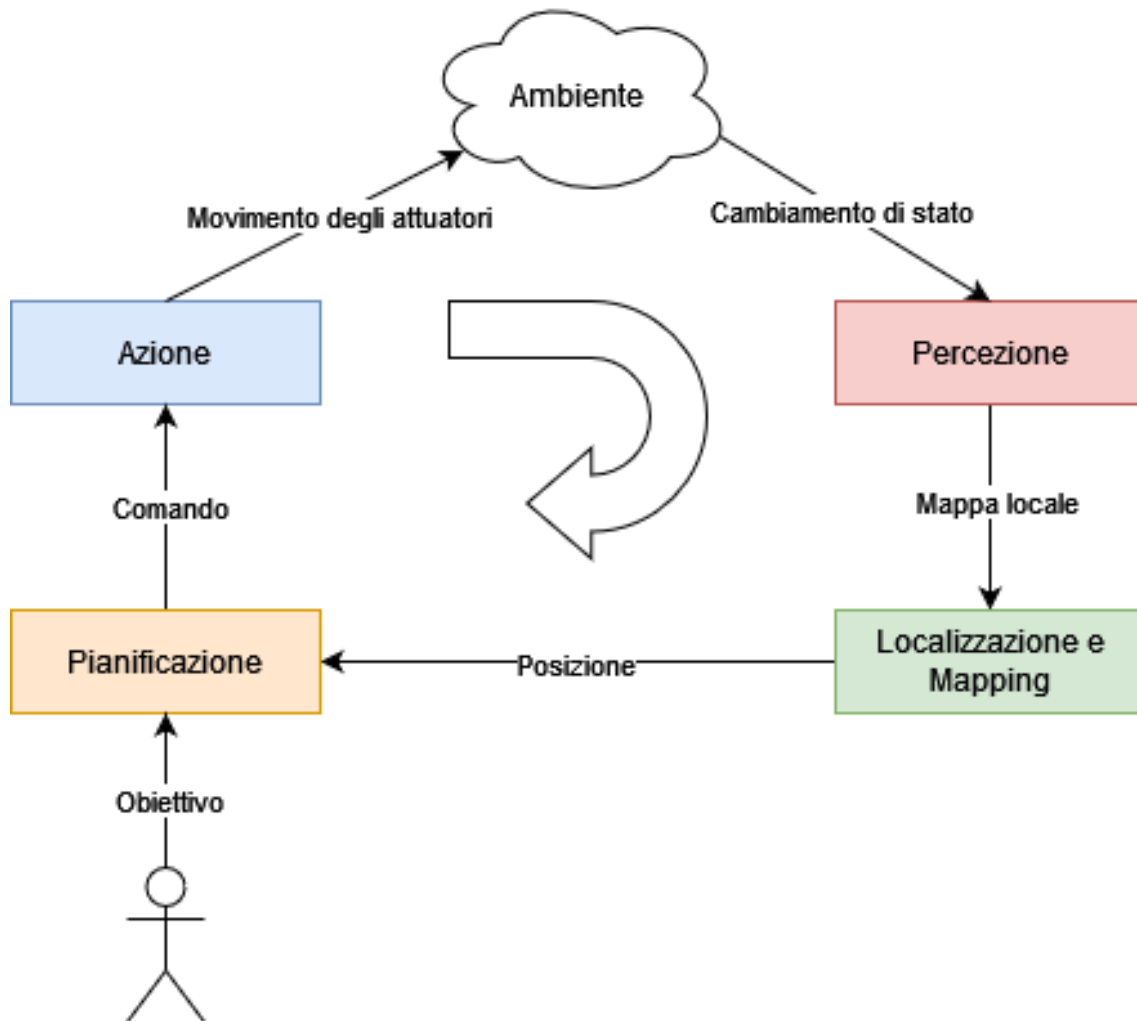 Ambiente
Movimento degli attuatori
Cambiamento di stato
Azione
Percezione
Comando
Mappa locale
Pianificazione
Posizione
Localizzazione e
Mapping
Obiettivo